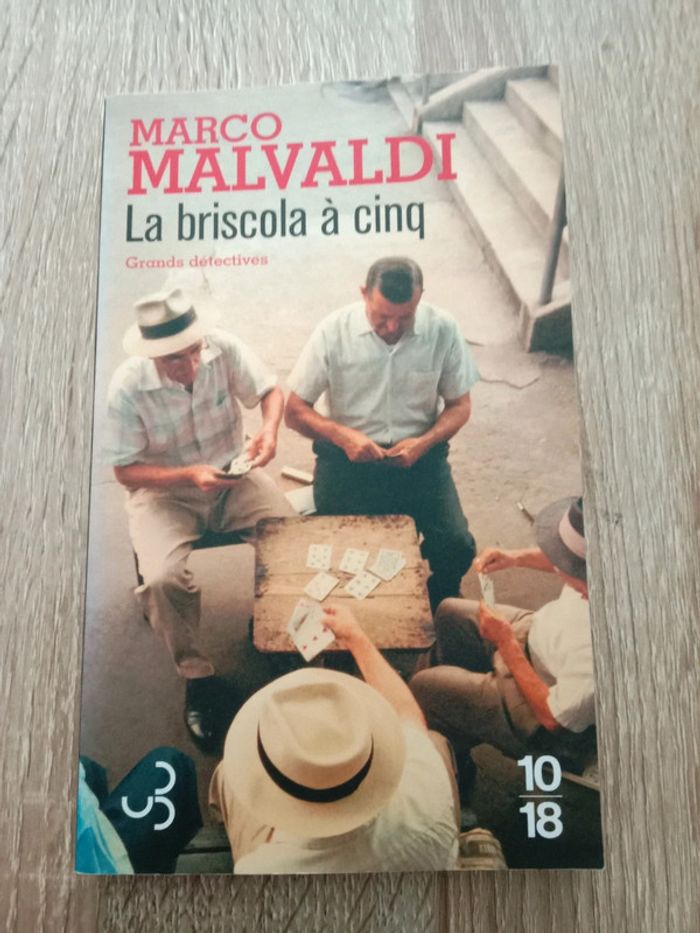 MARCO
MALVALDI
La briscola à cinq
Grands détectives
10
18